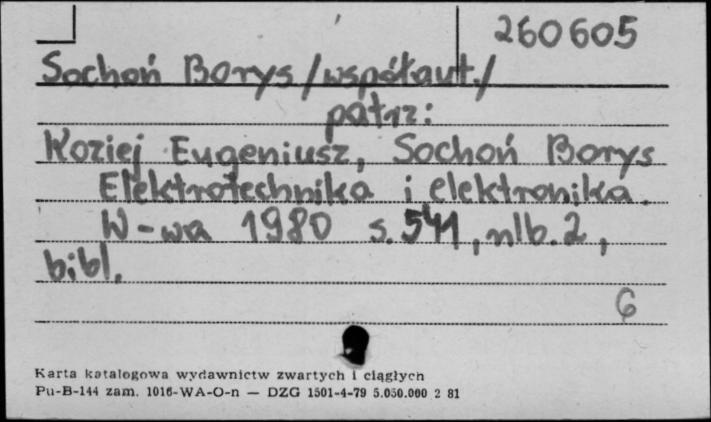 260605
Sochoń Borys /współaut./
patrz:
Koziej Eugeniusz, Sochoń Borys
Elektrotechnika i elektronika.
W-wa 1980 s. 541, nlb. 2,
bibl.
G
Karta katalogowa wydawnictw zwartych i ciągłych
Pu-B-144 zam. 1016-WA-O-n — DZG 1501-4-79 5.050.000 2 81